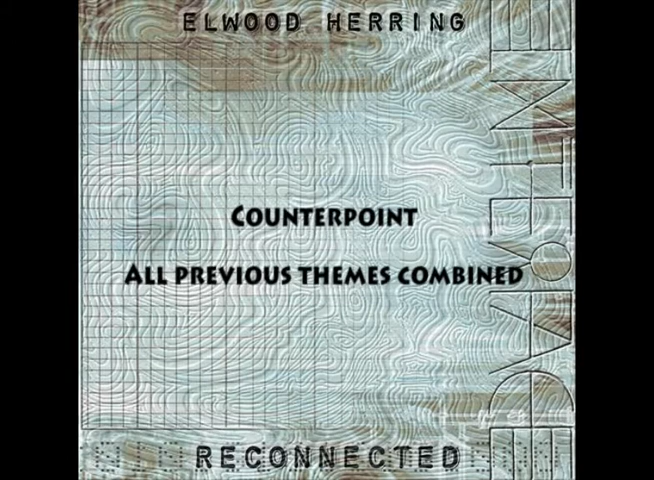 ELWOOD HERRING
COUNTERPOINT
ALL PREVIOUS THEMES COMBINED
RECONNECTED